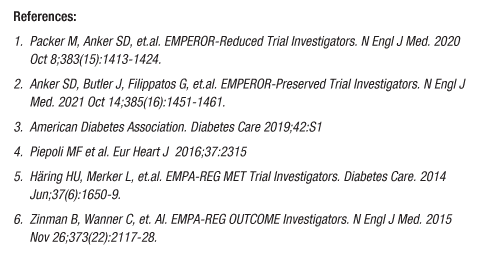 References:
1. Packer M, Anker SD, et.al. EMPEROR-Reduced Trial Investigators. N Engl J Med. 2020
Oct 8;383(15):1413-1424.
2. Anker SD, Butler J, Filippatos G, et.al. EMPEROR-Preserved Trial Investigators. N Engl J
Med. 2021 Oct 14;385(16):1451-1461.
3. American Diabetes Association. Diabetes Care 2019;42:S1
4. Piepoli MF et al. Eur Heart J 2016;37:2315
5. Häring HU, Merker L, et.al. EMPA-REG MET Trial Investigators. Diabetes Care. 2014
Jun;37(6):1650-9.
6. Zinman B, Wanner C, et. Al. EMPA-REG OUTCOME Investigators. N Engl J Med. 2015
Nov 26;373(22):2117-28.